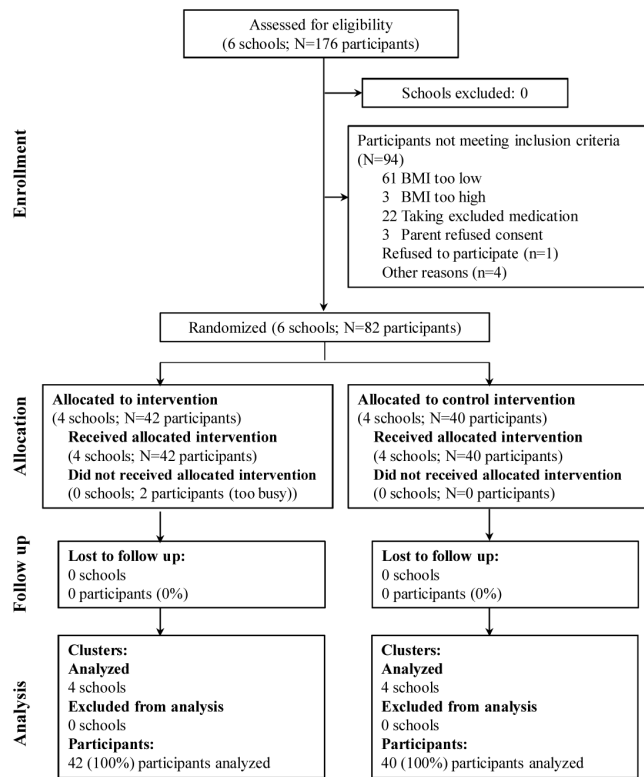 Assessed for eligibility
(6 schools; N=176 participants)
Schools excluded: 0
Enrollment
Participants not meeting inclusion criteria
(N=94)
61 BMI too low
3 BMI too high
22 Taking excluded medication
3 Parent refused consent
Refused to participate (n=1)
Other reasons (n=4)
Randomized (6 schools; N=82 participants)
Allocation
Allocated to intervention
(4 schools; N=42 participants)
Received allocated intervention
(4 schools; N=42 participants)
Did not received allocated intervention
(0 schools; 2 participants (too busy))
Allocated to control intervention
(4 schools; N=40 participants)
Received allocated intervention
(4 schools; N=40 participants)
Did not received allocated intervention
(0 schools; N=0 participants)
Follow up
Lost to follow up:
0 schools
0 participants (0%)
Lost to follow up:
0 schools
0 participants (0%)
Analysis
Clusters:
Analyzed
4 schools
Excluded from analysis
0 schools
Participants:
42 (100%) participants analyzed
Clusters:
Analyzed
4 schools
Excluded from analysis
0 schools
Participants:
40 (100%) participants analyzed